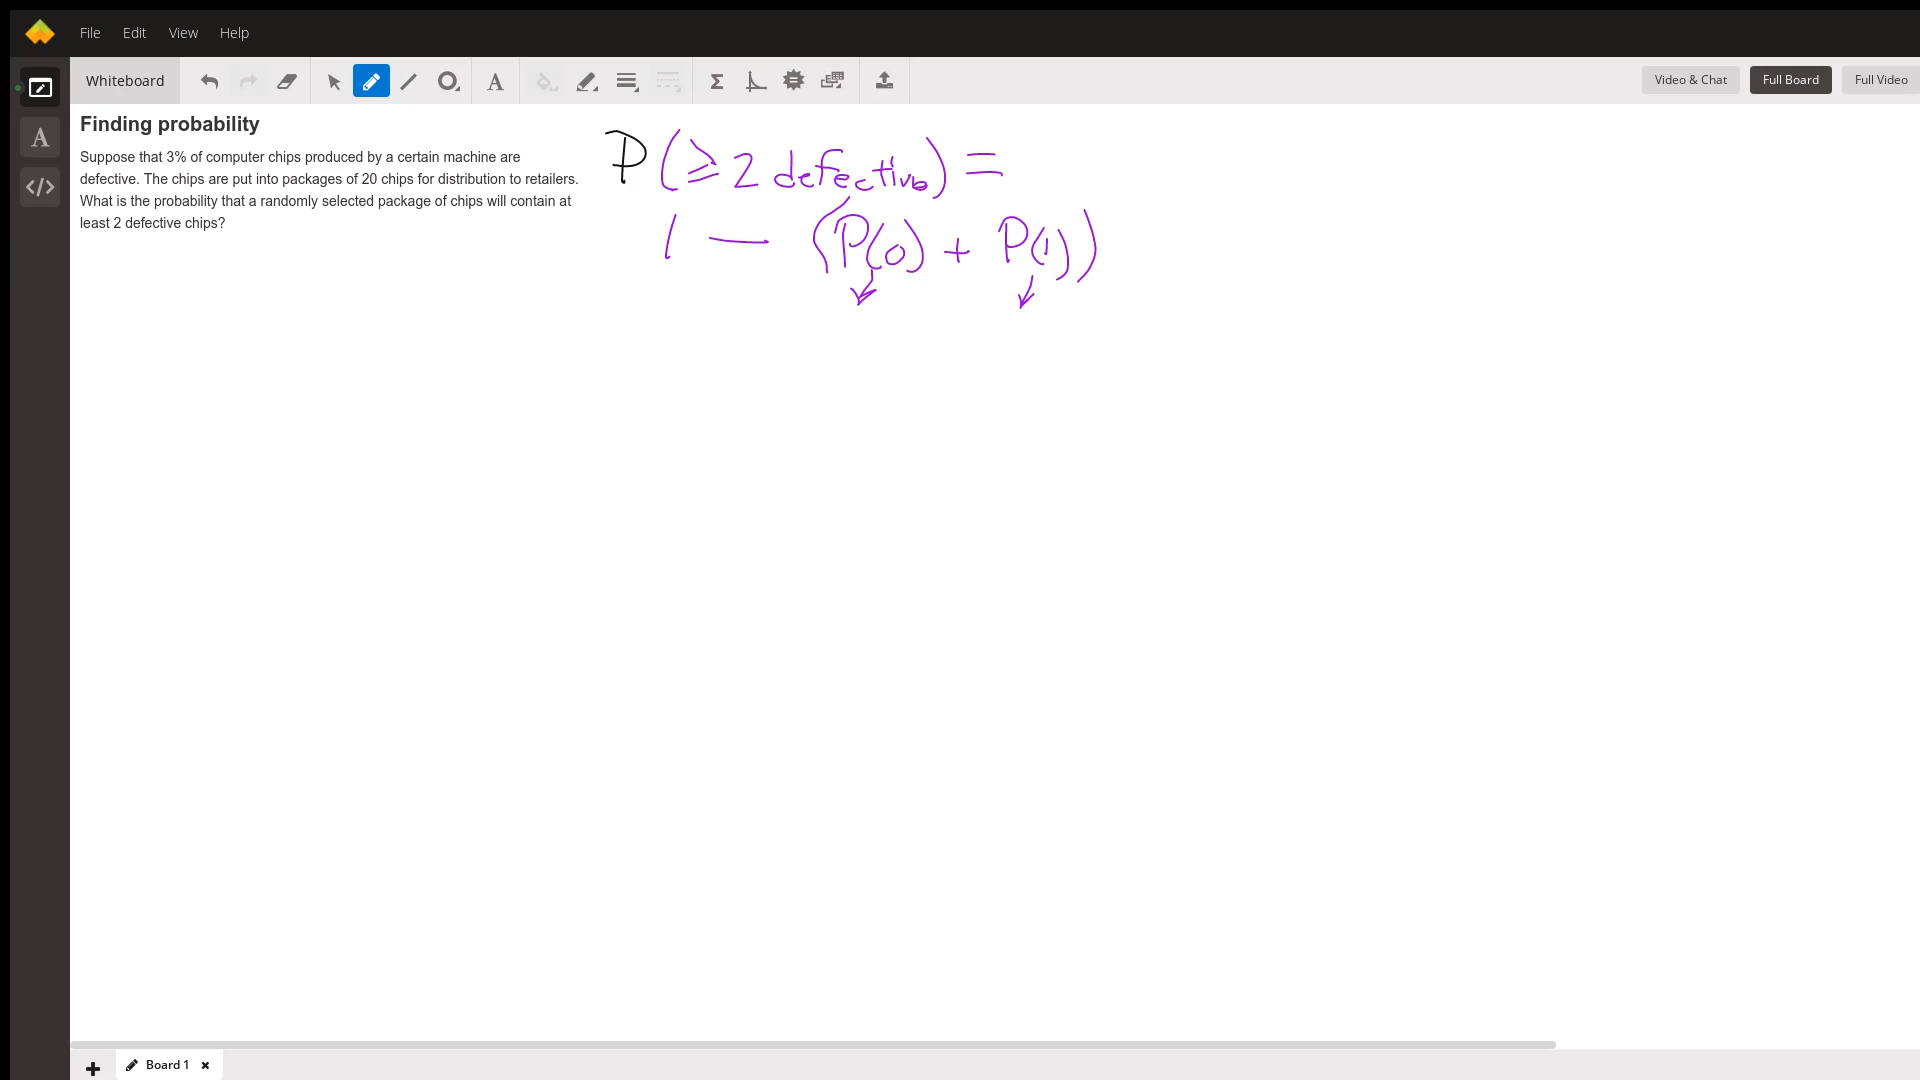 File Edit View Help
Whiteboard A Σ Video & Chat Full Board Full Video
A
</>
Finding probability
Suppose that 3% of computer chips produced by a certain machine are
defective. The chips are put into packages of 20 chips for distribution to retailers.
What is the probability that a randomly selected package of chips will contain at
least 2 defective chips?
P(≥ 2 defective) =
1 — (P(0) + P(1))
+ Board 1 ×